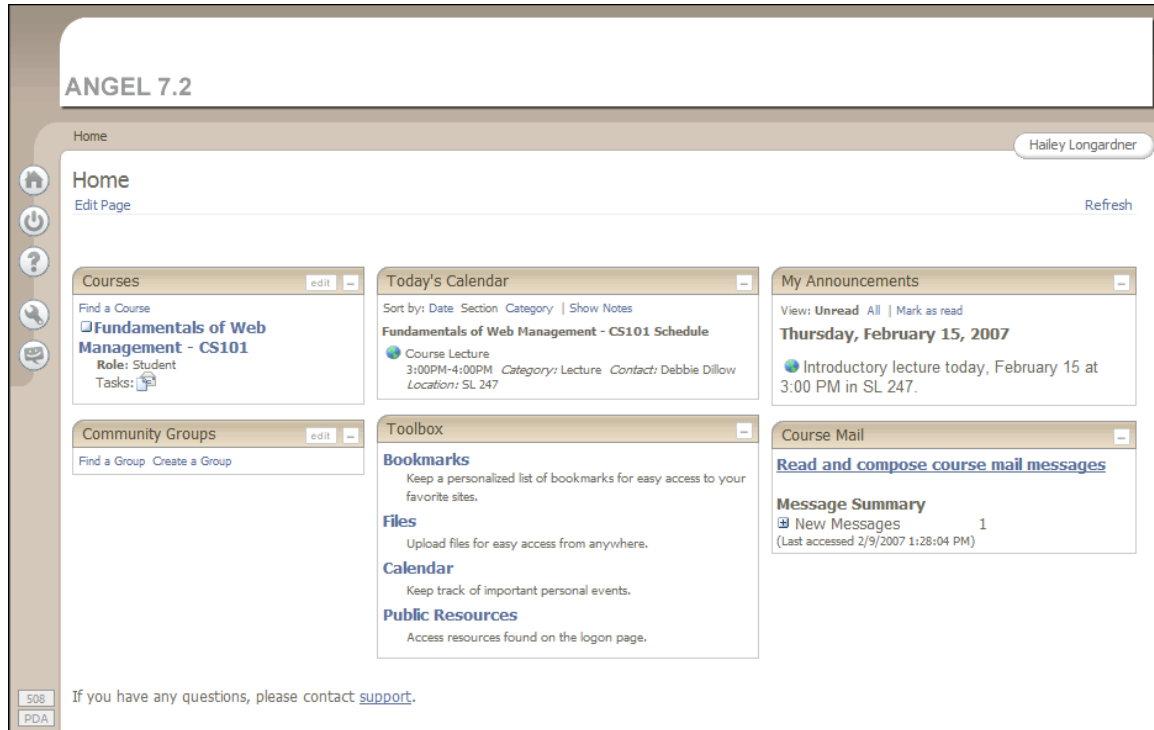 ANGEL 7.2
Home
Hailey Longardner
Home
Edit Page
Refresh
Courses
edit
Find a Course
Fundamentals of Web
Management - CS101
Role: Student
Tasks:
Community Groups
edit
Find a Group Create a Group
Today's Calendar
Sort by: Date Section Category | Show Notes
Fundamentals of Web Management - CS101 Schedule
Course Lecture
3:00PM-4:00PM Category: Lecture Contact: Debbie Dillow
Location: SL 247
Toolbox
Bookmarks
Keep a personalized list of bookmarks for easy access to your
favorite sites.
Files
Upload files for easy access from anywhere.
Calendar
Keep track of important personal events.
Public Resources
Access resources found on the logon page.
My Announcements
View: Unread All | Mark as read
Thursday, February 15, 2007
Introductory lecture today, February 15 at
3:00 PM in SL 247.
Course Mail
Read and compose course mail messages
Message Summary
New Messages 1
(Last accessed 2/9/2007 1:28:04 PM)
508
PDA
If you have any questions, please contact support.